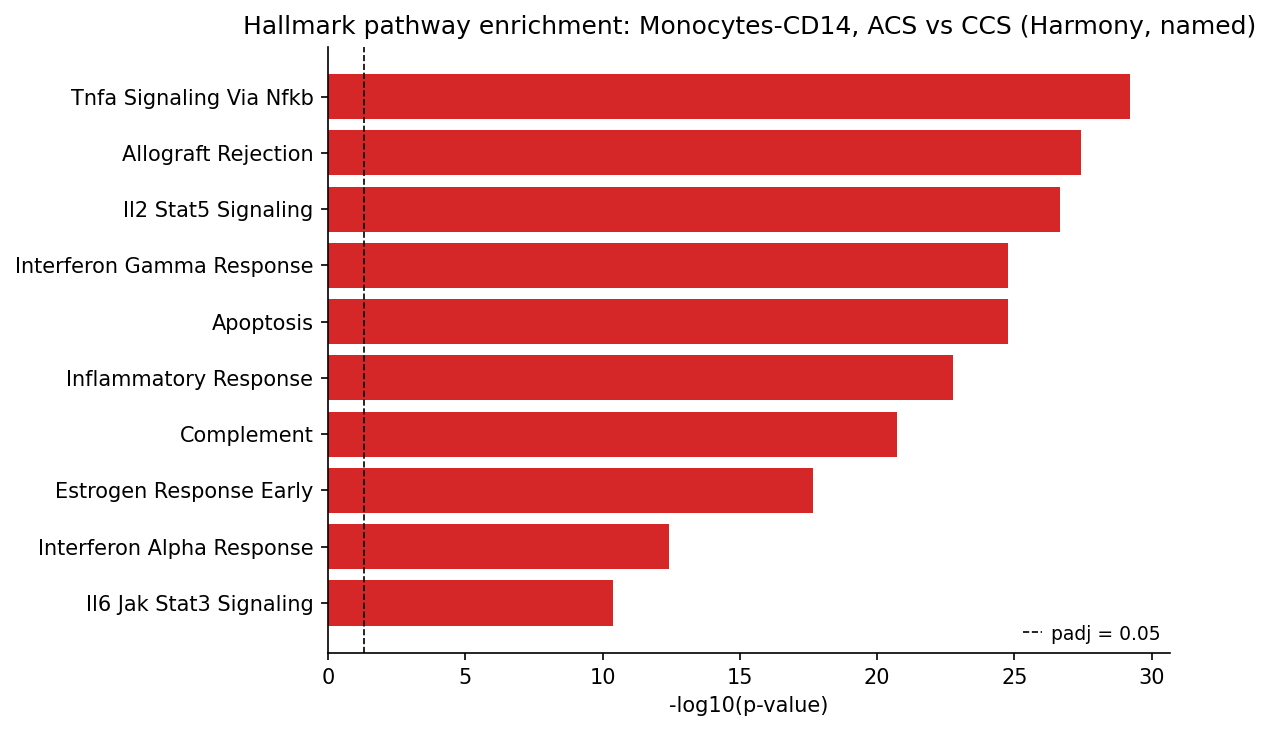 Hallmark pathway enrichment: Monocytes-CD14, ACS vs CCS (Harmony, named)
Tnfa Signaling Via Nfkb
Allograft Rejection
Il2 Stat5 Signaling
Interferon Gamma Response
Apoptosis
Inflammatory Response
Complement
Estrogen Response Early
Interferon Alpha Response
Il6 Jak Stat3 Signaling
padj = 0.05
0 5 10 15 20 25 30
-log10(p-value)